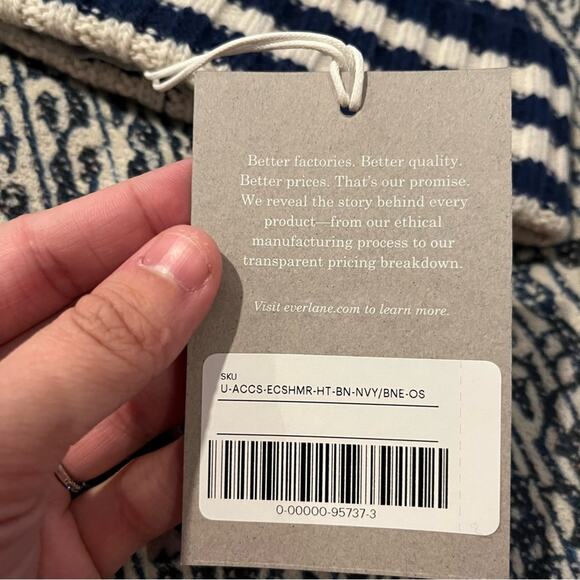 Better factories. Better quality.
Better prices. That's our promise.
We reveal the story behind every
product—from our ethical
manufacturing process to our
transparent pricing breakdown.
Visit everlane.com to learn more.
SKU
U-ACCS-ECSHMR-HT-BN-NVY/BNE-OS
0-00000-95737-3